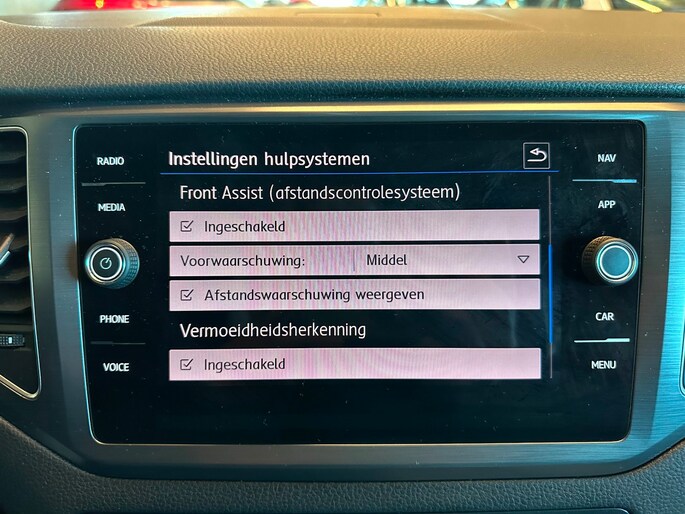 RADIO
Instellingen hulpsystemen
NAV
MEDIA
Front Assist (afstandscontrolesysteem)
APP
Ingeschakeld
Voorwaarschuwing: Middel
Afstandswaarschuwing weergeven
PHONE
CAR
Vermoeidheidsherkenning
VOICE
Ingeschakeld
MENU